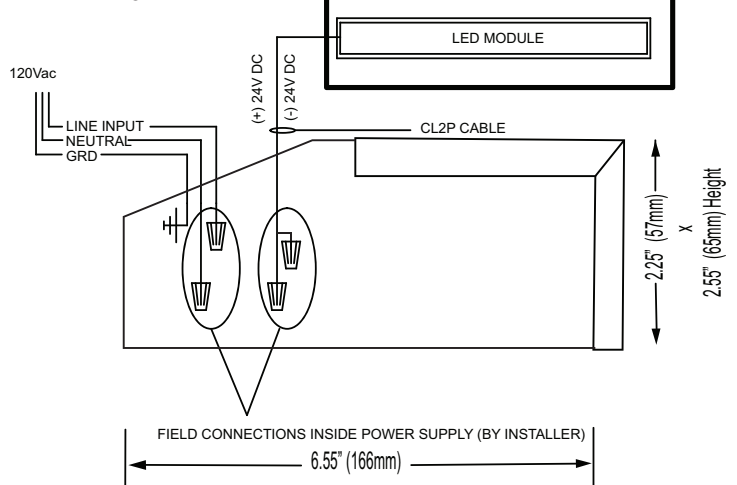 LED MODULE
120Vac
(+) 24V DC
(-) 24V DC
LINE INPUT
NEUTRAL
GRD
CL2P CABLE
2.25" (57mm)
x
2.55" (65mm) Height
FIELD CONNECTIONS INSIDE POWER SUPPLY (BY INSTALLER)
6.55" (166mm)